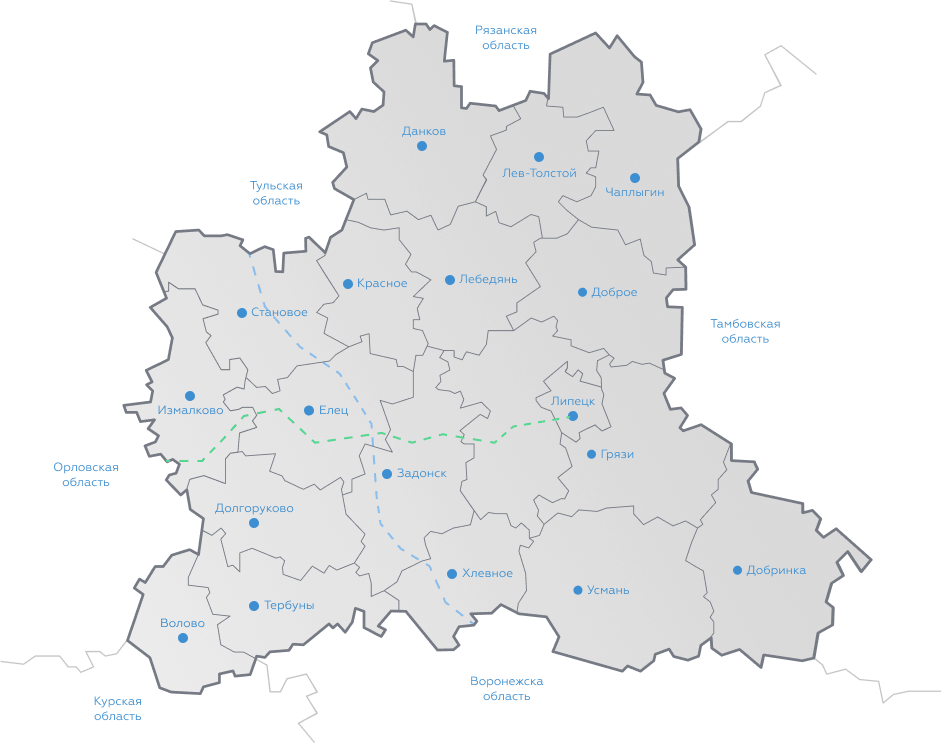 Рязанская
область
Данков
Лев-Толстой
Чаплыгин
Тульская
область
Красное
Лебедянь
Доброе
Становое
Тамбовская
область
Измалково
Елец
Липецк
Грязи
Орловская
область
Задонск
Долгоруково
Хлевное
Добринка
Усмань
Тербуны
Волово
Воронежска
область
Курская
область